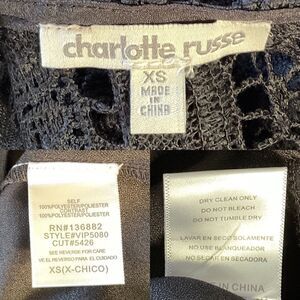 charlotte russe
XS
MADE
IN
CHINA
SELF
100%POLYESTER/POLIESTER
CONTRAST
100%POLYESTER/POLIESTER
RN#136882
STYLE#VIP5080
CUT#5426
SEE REVERSE FOR CARE
VE EL REVERSO PARA EL CUIDADO
XS(X-CHICO)
DRY CLEAN ONLY
DO NOT BLEACH
DO NOT TUMBLE DRY
LAVAR EN SECO SOLAMENTE
NO USE BLANQUEADOR
NO SECAR EN SECADORA
IN CHINA